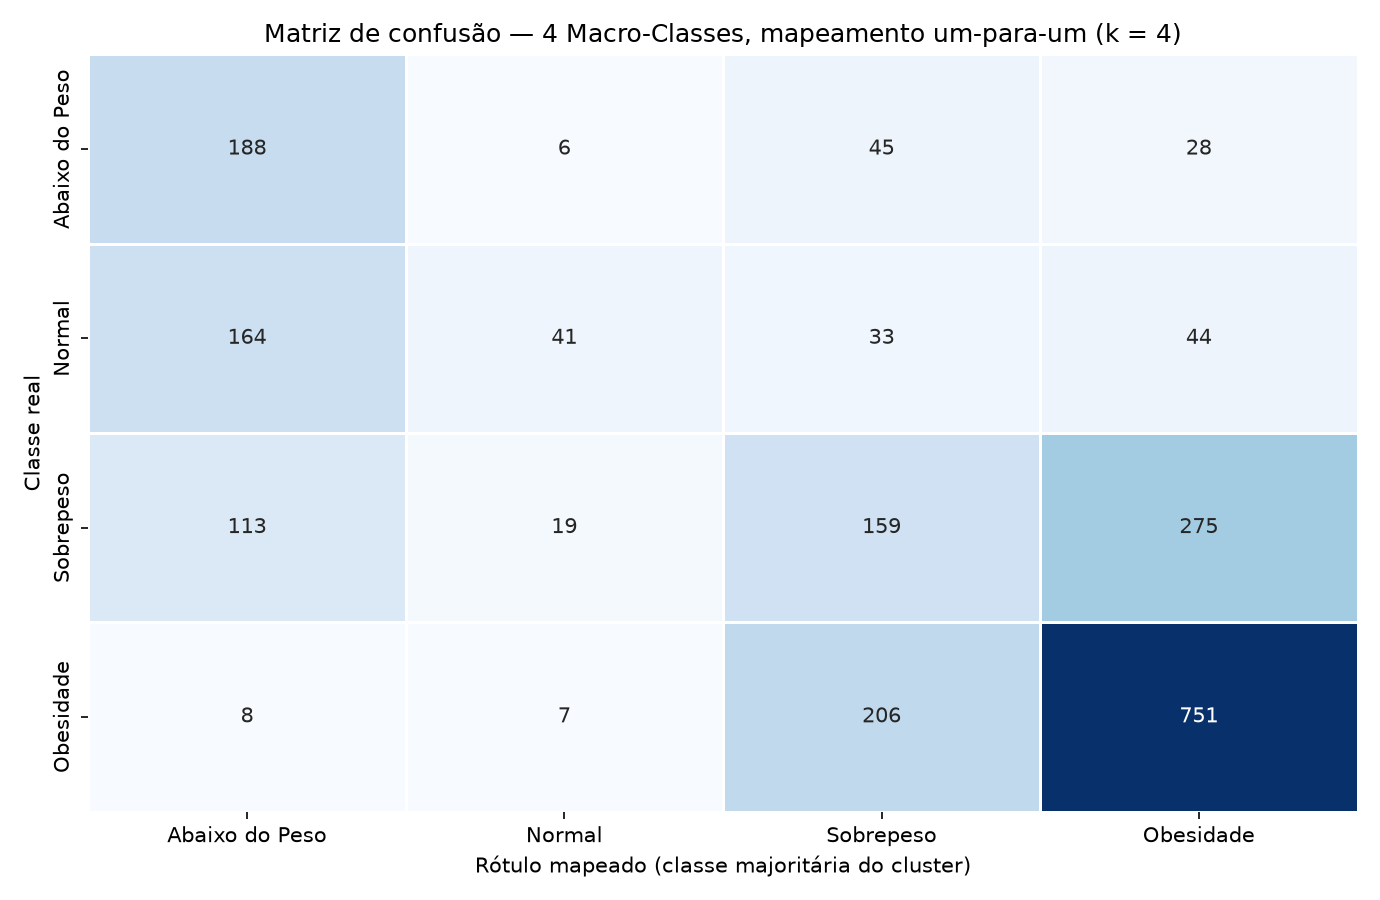 Matriz de confusão — 4 Macro-Classes, mapeamento um-para-um (k = 4)
Classe real
Abaixo do Peso
188 6 45 28
Normal
164 41 33 44
Sobrepeso
113 19 159 275
Obesidade
8 7 206 751
Abaixo do Peso Normal Sobrepeso Obesidade
Rótulo mapeado (classe majoritária do cluster)